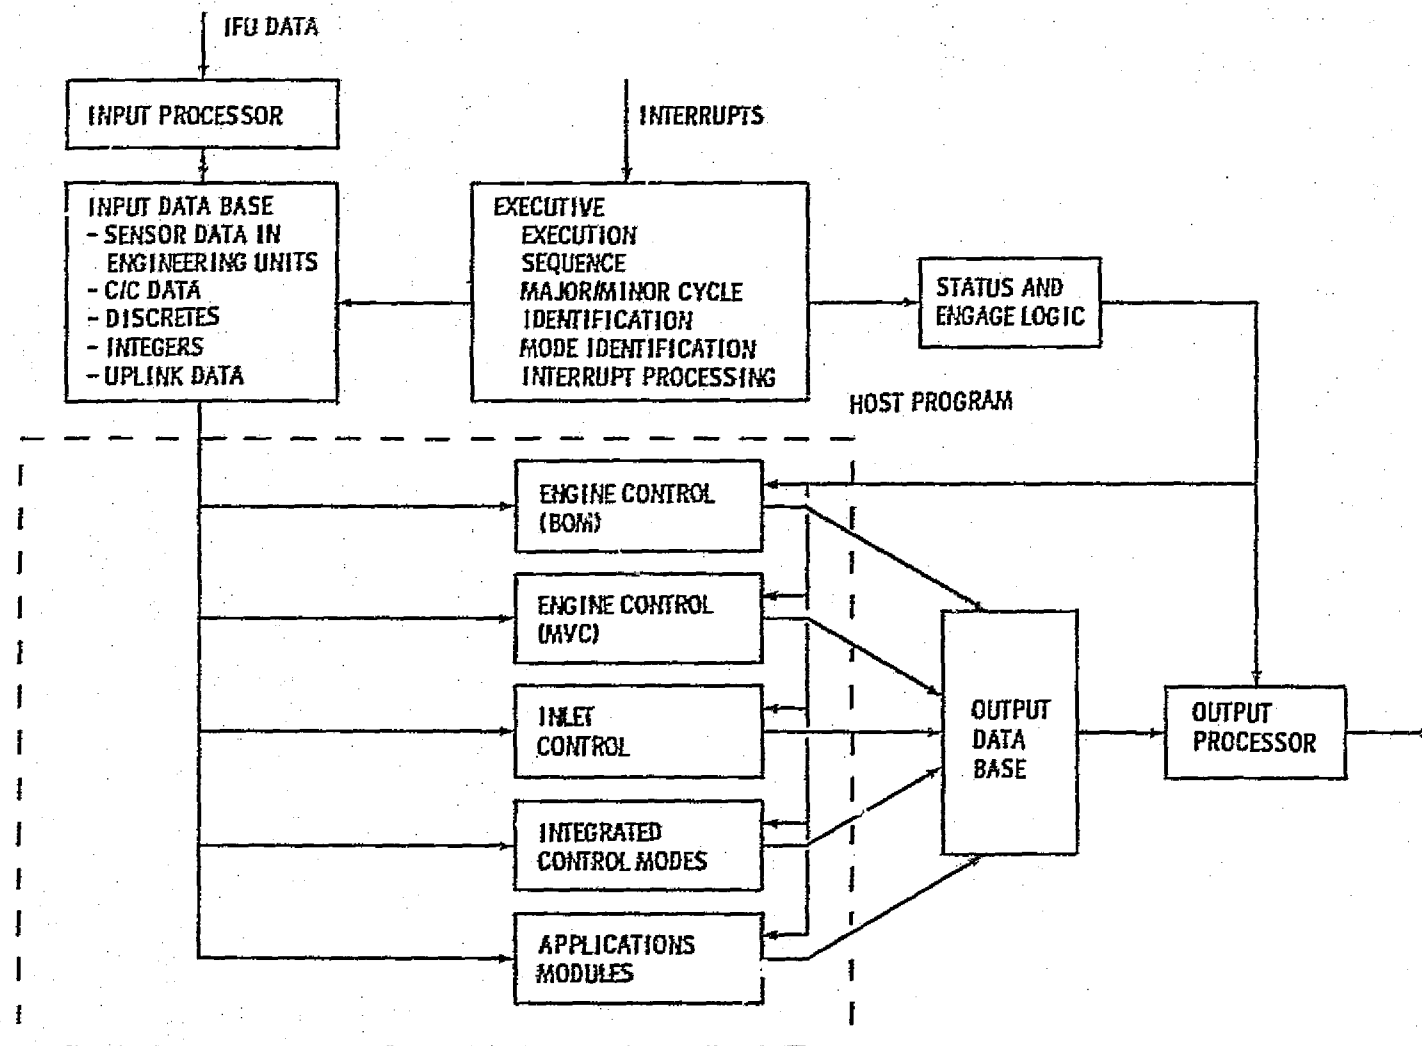 IFU DATA
INPUT PROCESSOR
INTERRUPTS
INPUT DATA BASE
- SENSOR DATA IN
ENGINEERING UNITS
- C/C DATA
- DISCRETES
- INTEGERS
- UPLINK DATA
EXECUTIVE
EXECUTION
SEQUENCE
MAJOR/MINOR CYCLE
IDENTIFICATION
MODE IDENTIFICATION
INTERRUPT PROCESSING
STATUS AND
ENGAGE LOGIC
HOST PROGRAM
ENGINE CONTROL
(BOM)
ENGINE CONTROL
(MVC)
INLET
CONTROL
INTEGRATED
CONTROL MODES
APPLICATIONS
MODULES
OUTPUT
DATA
BASE
OUTPUT
PROCESSOR